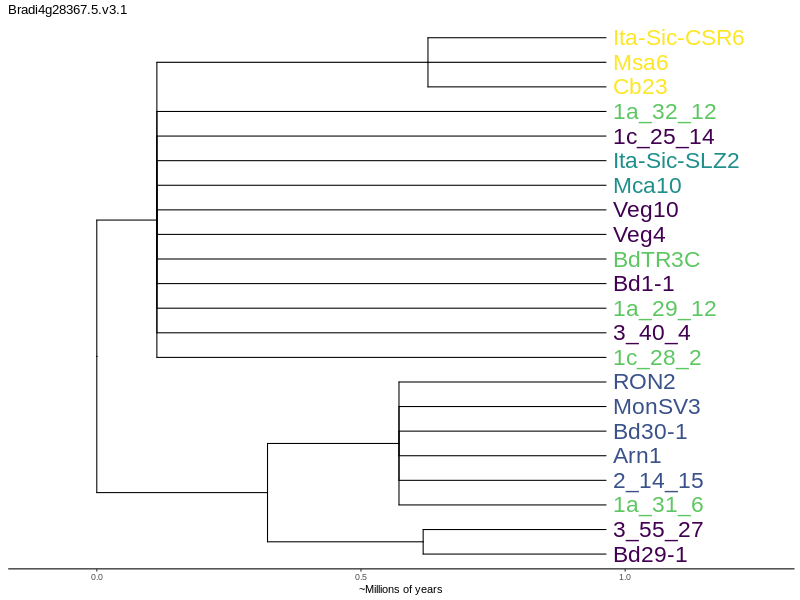 Bradi4g28367.5.v3.1
Ita-Sic-CSR6
Msa6
Cb23
1a_32_12
1c_25_14
Ita-Sic-SLZ2
Mca10
Veg10
Veg4
BdTR3C
Bd1-1
1a_29_12
3_40_4
1c_28_2
RON2
MonSV3
Bd30-1
Arn1
2_14_15
1a_31_6
3_55_27
Bd29-1
0.0 0.5 1.0
~Millions of years